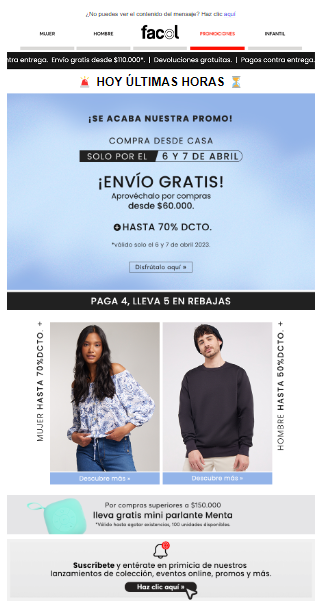 ¿No puedes ver el contenido del mensaje? Haz clic aquí
MUJER HOMBRE facol PROMOCIONES INFANTIL
ntra entrega. Envío gratis desde $110.000*. | Devoluciones gratuitas. | Pagos contra entrega.
HOY ÚLTIMAS HORAS
¡SE ACABA NUESTRA PROMO!
COMPRA DESDE CASA
SOLO POR EL 6 Y 7 DE ABRIL
¡ENVÍO GRATIS!
Aprovéchalo por compras
desde $60.000.
+HASTA 70% DCTO.
*válido solo el 6 y 7 de abril 2023.
Disfrútalo aquí »
PAGA 4, LLEVA 5 EN REBAJAS
MUJER HASTA 70%DCTO. +
HOMBRE HASTA 50%DCTO. +
Descubre más »
Descubre más »
Por compras superiores a $150.000
lleva gratis mini parlante Menta
*Válido hasta agotar existencias, 100 unidades disponibles.
Suscríbete y entérate en primicia de nuestros
lanzamientos de colección, eventos online, promos y más.
Haz clic aquí